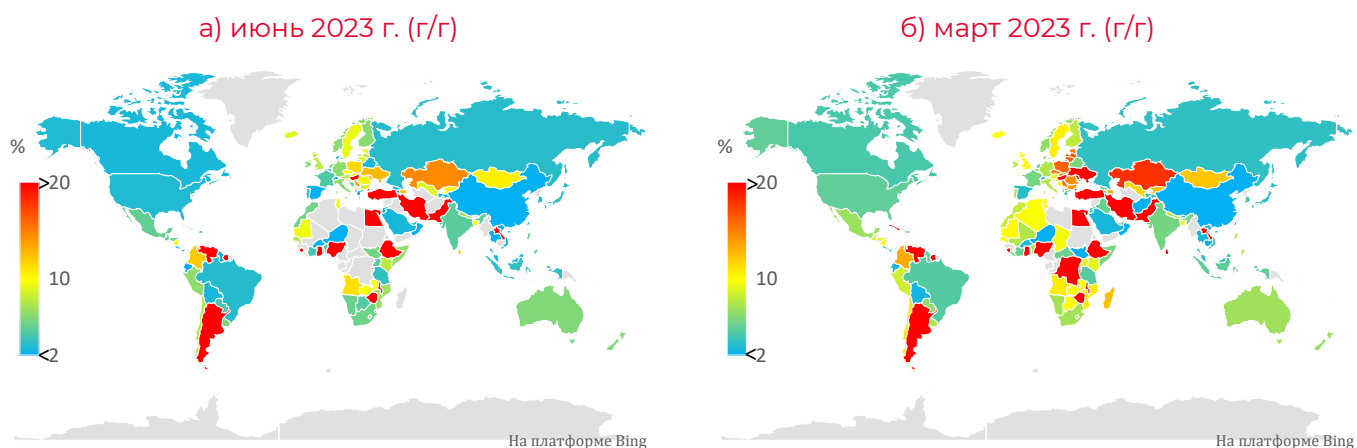 а) июнь 2023 г. (г/г)
б) март 2023 г. (г/г)
%
>20
10
<2
На платформе Bing
%
>20
10
<2
На платформе Bing